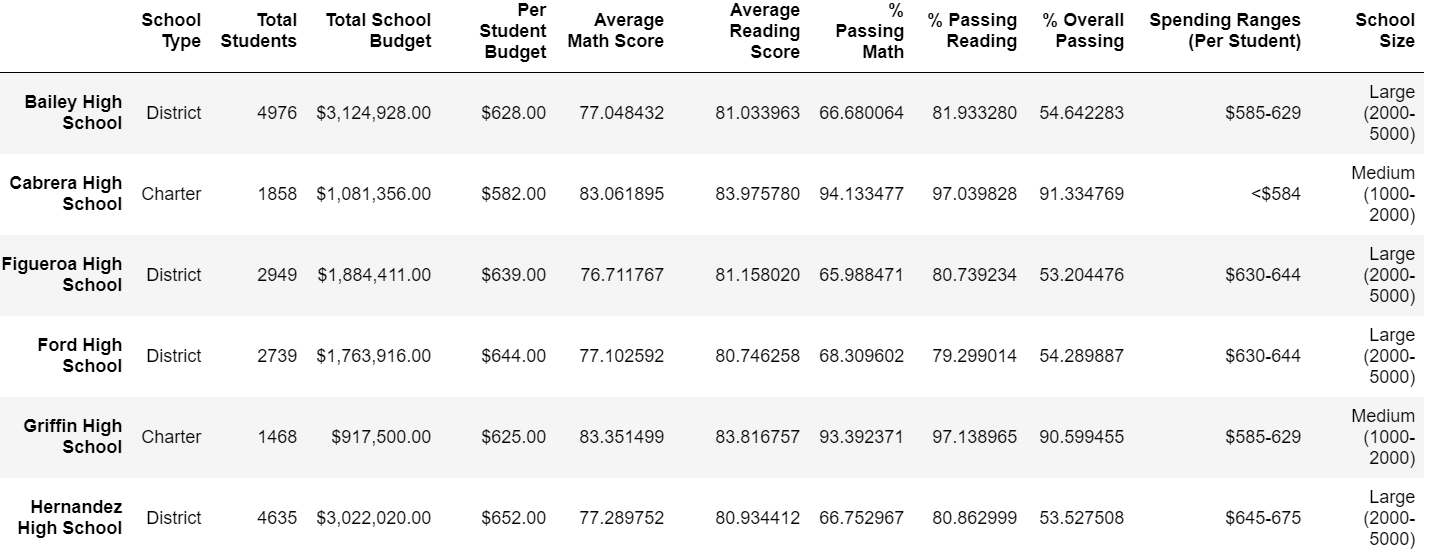 School Type Total Students Total School Budget Per Student Budget Average Math Score Average Reading Score % Passing Math % Passing Reading % Overall Passing Spending Ranges (Per Student) School Size
Bailey High School District 4976 $3,124,928.00 $628.00 77.048432 81.033963 66.680064 81.933280 54.642283 $585-629 Large (2000-5000)
Cabrera High School Charter 1858 $1,081,356.00 $582.00 83.061895 83.975780 94.133477 97.039828 91.334769 <$584 Medium (1000-2000)
Figueroa High School District 2949 $1,884,411.00 $639.00 76.711767 81.158020 65.988471 80.739234 53.204476 $630-644 Large (2000-5000)
Ford High School District 2739 $1,763,916.00 $644.00 77.102592 80.746258 68.309602 79.299014 54.289887 $630-644 Large (2000-5000)
Griffin High School Charter 1468 $917,500.00 $625.00 83.351499 83.816757 93.392371 97.138965 90.599455 $585-629 Medium (1000-2000)
Hernandez High School District 4635 $3,022,020.00 $652.00 77.289752 80.934412 66.752967 80.862999 53.527508 $645-675 Large (2000-5000)